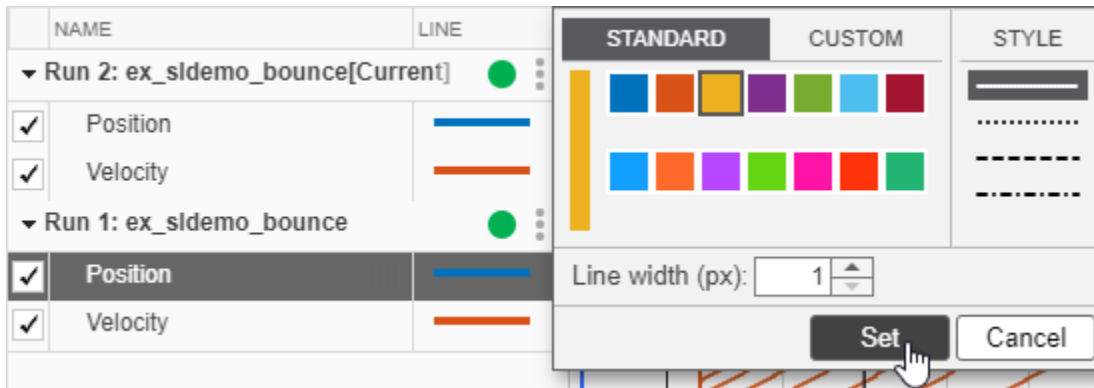 NAME LINE
Run 2: ex_sldemo_bounce[Current]
Position
Velocity
Run 1: ex_sldemo_bounce
Position
Velocity
STANDARD CUSTOM STYLE
Line width (px): 1
Set Cancel